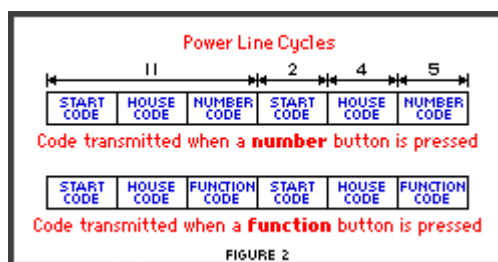 Power Line Cycles
11 2 4 5
START CODE HOUSE CODE NUMBER CODE START CODE HOUSE CODE NUMBER CODE
Code transmitted when a number button is pressed
START CODE HOUSE CODE FUNCTION CODE START CODE HOUSE CODE FUNCTION CODE
Code transmitted when a function button is pressed
FIGURE 2